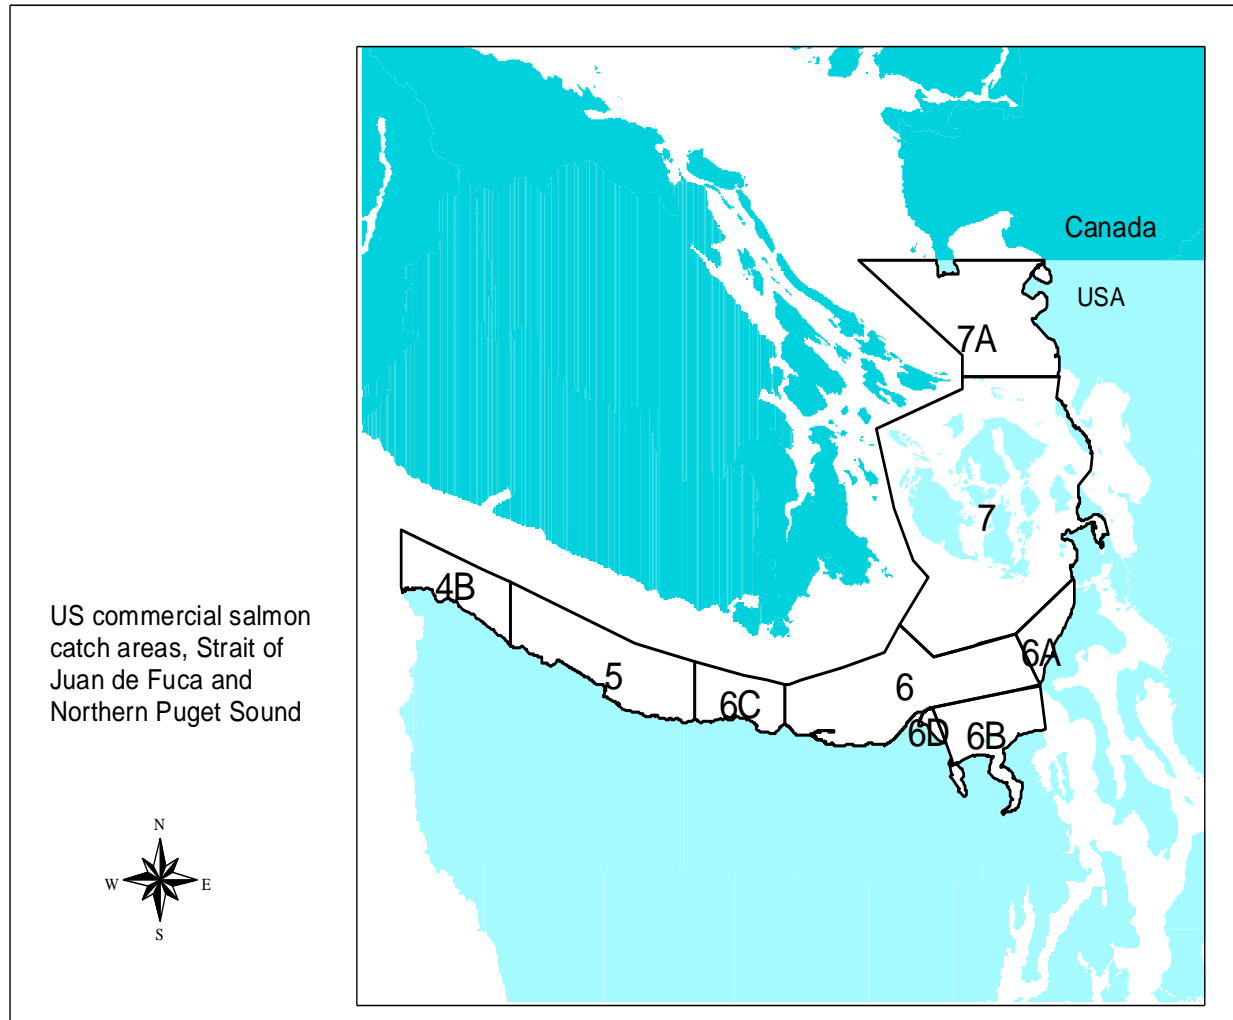 Canada
USA
7A
7
4B
5
6C
6
6A
6D
6B
US commercial salmon
catch areas, Strait of
Juan de Fuca and
Northern Puget Sound
N
W
E
S